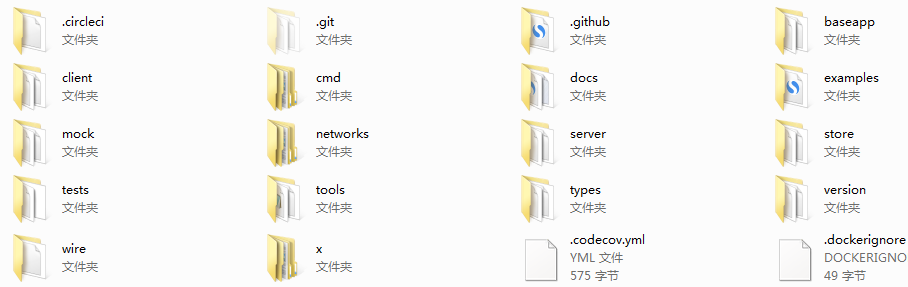 .circleci
文件夹
.git
文件夹
.github
文件夹
baseapp
文件夹
client
文件夹
cmd
文件夹
docs
文件夹
examples
文件夹
mock
文件夹
networks
文件夹
server
文件夹
store
文件夹
tests
文件夹
tools
文件夹
types
文件夹
version
文件夹
wire
文件夹
x
文件夹
.codecov.yml
YML 文件
575 字节
.dockerignore
DOCKERIGNO
49 字节